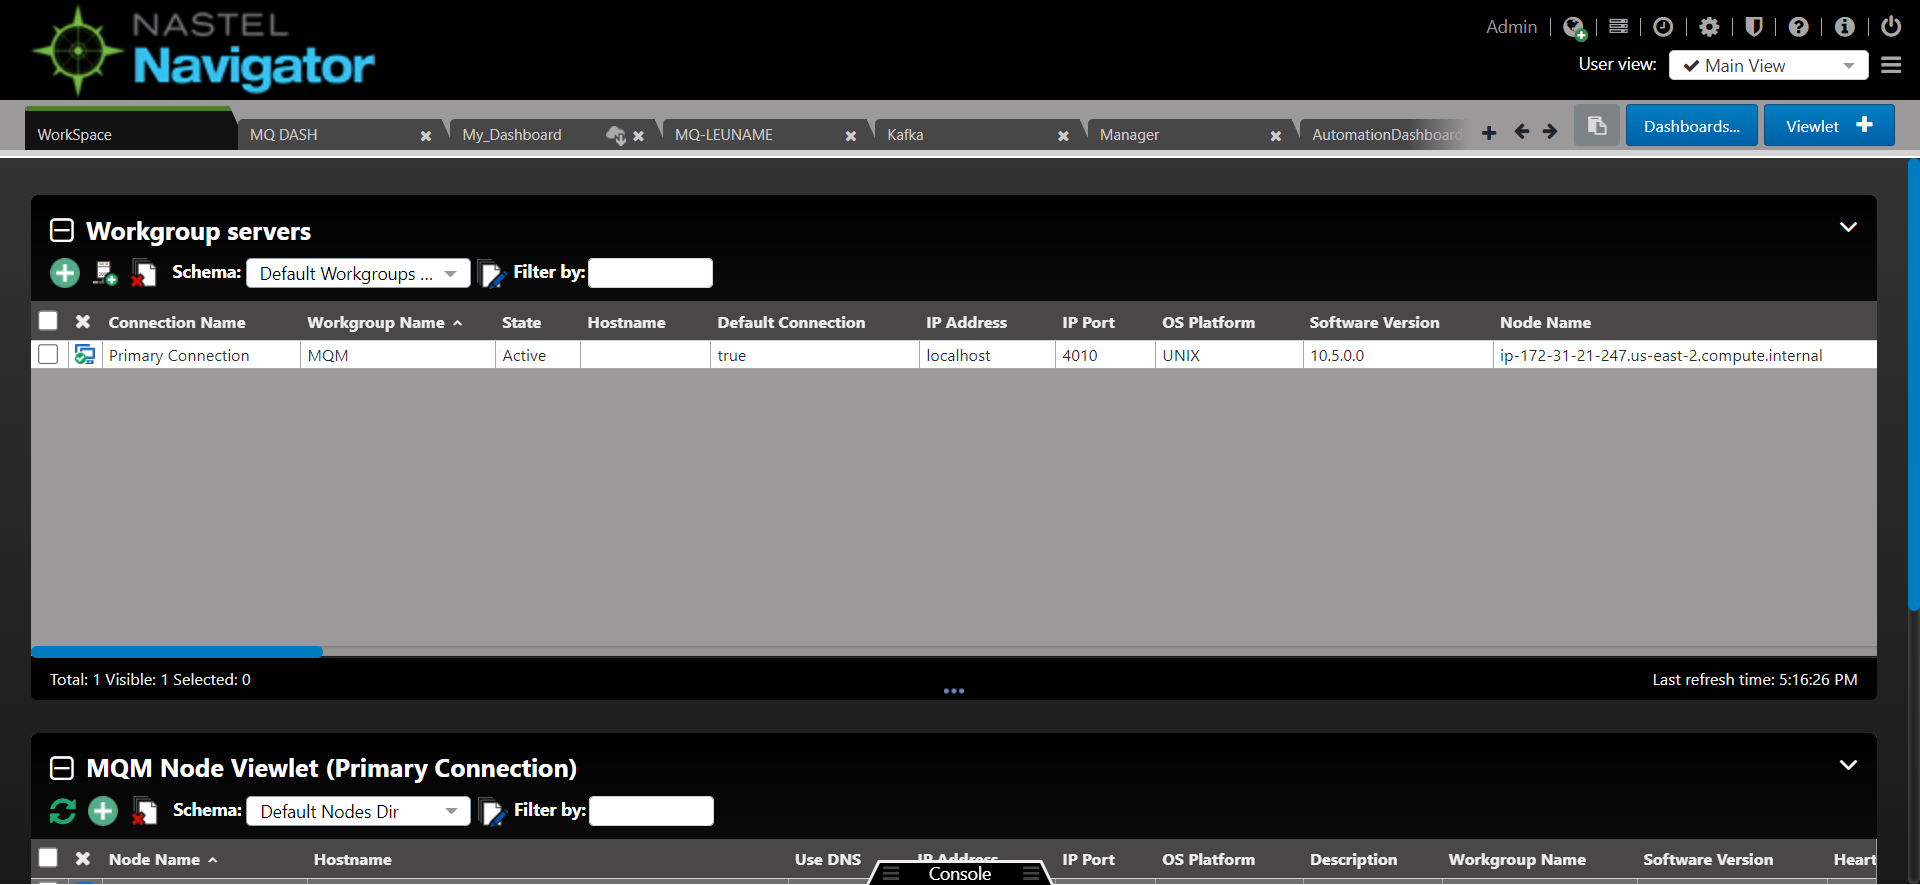 NASTEL
Navigator
Admin
User view: Main View
WorkSpace MQ DASH My_Dashboard MQ-LEUNAME Kafka Manager AutomationDashboard Dashboards... Viewlet
Workgroup servers
Schema: Default Workgroups ... Filter by:
Connection Name Workgroup Name State Hostname Default Connection IP Address IP Port OS Platform Software Version Node Name
Primary Connection MQM Active true localhost 4010 UNIX 10.5.0.0 ip-172-31-21-247.us-east-2.compute.internal
Total: 1 Visible: 1 Selected: 0 Last refresh time: 5:16:26 PM
MQM Node Viewlet (Primary Connection)
Schema: Default Nodes Dir Filter by:
Node Name Hostname Use DNS IP Address IP Port OS Platform Description Workgroup Name Software Version Heart
Console